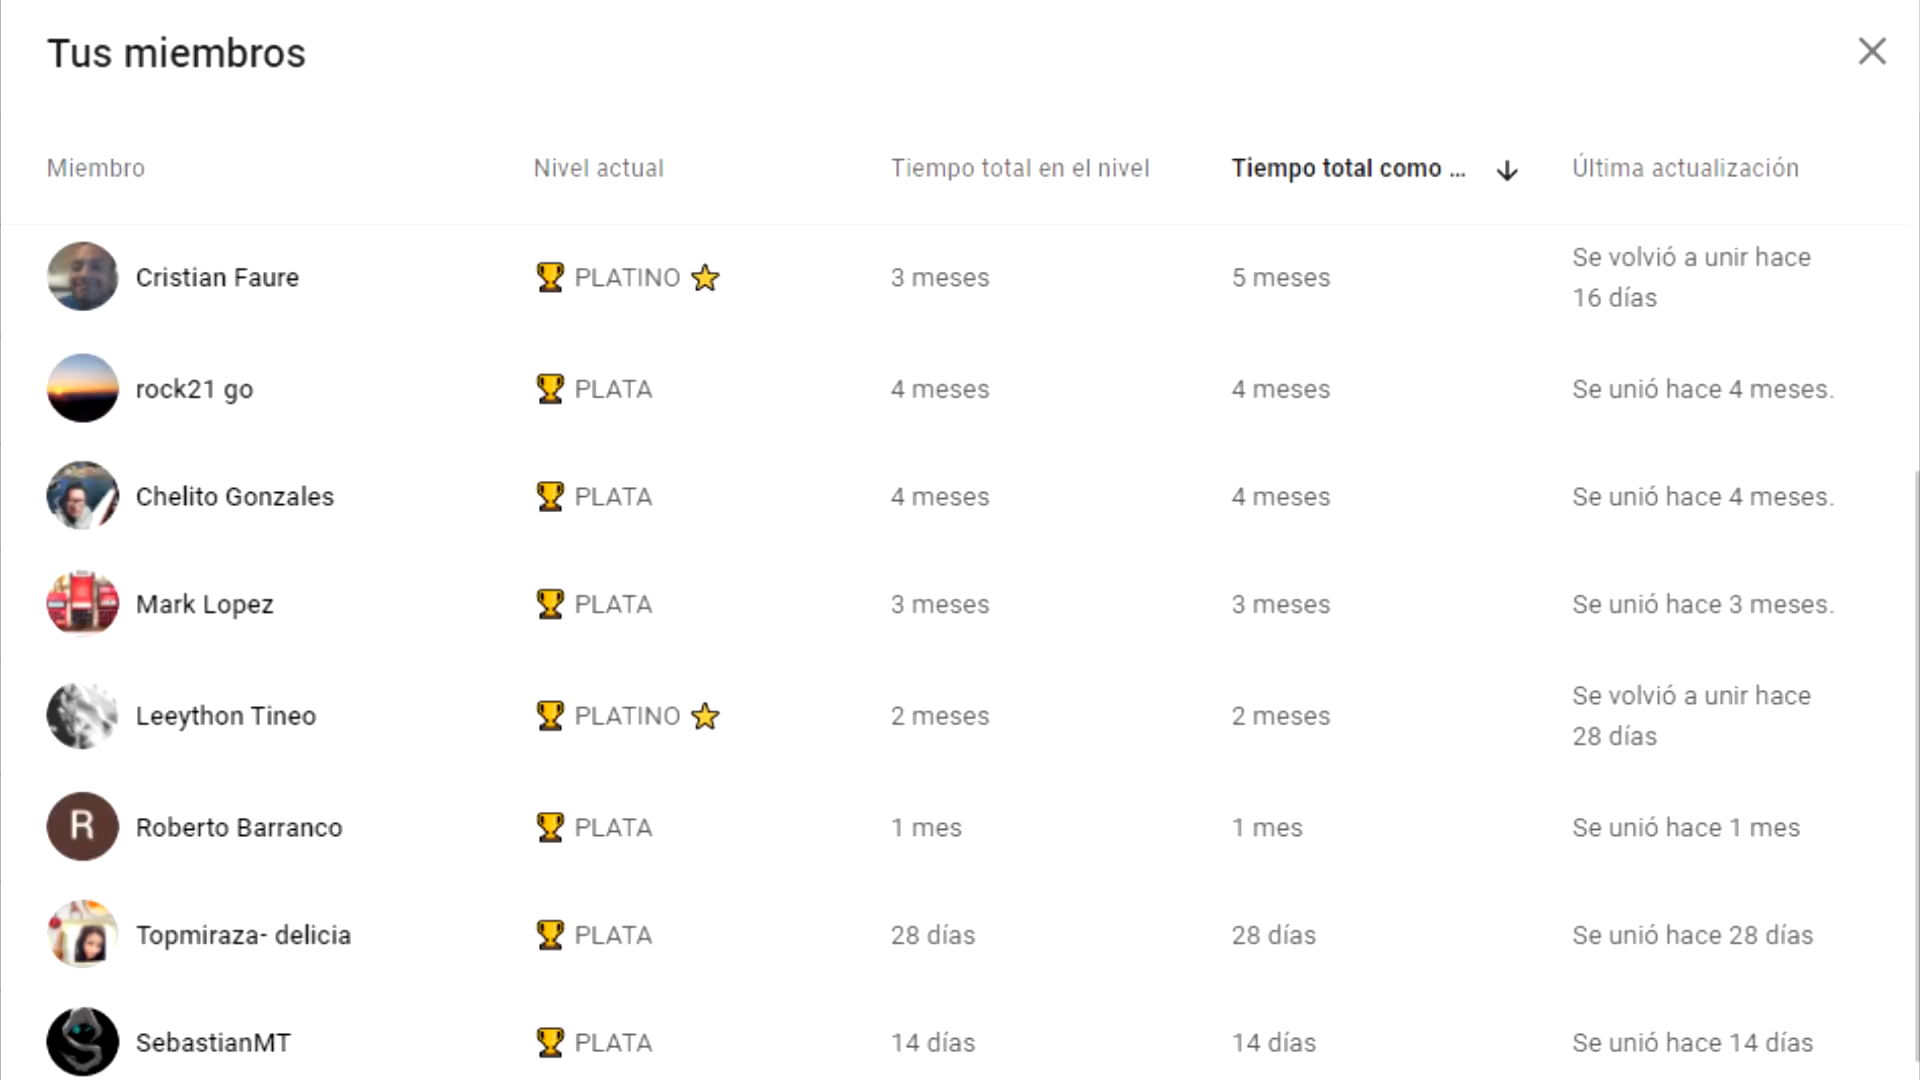 Tus miembros
Miembro Nivel actual Tiempo total en el nivel Tiempo total como ... Última actualización
Cristian Faure PLATINO 3 meses 5 meses Se volvió a unir hace
16 días
rock21 go PLATA 4 meses 4 meses Se unió hace 4 meses.
Chelito Gonzales PLATA 4 meses 4 meses Se unió hace 4 meses.
Mark Lopez PLATA 3 meses 3 meses Se unió hace 3 meses.
Leeython Tineo PLATINO 2 meses 2 meses Se volvió a unir hace
28 días
R Roberto Barranco PLATA 1 mes 1 mes Se unió hace 1 mes
Topmiraza- delicia PLATA 28 días 28 días Se unió hace 28 días
SebastianMT PLATA 14 días 14 días Se unió hace 14 días